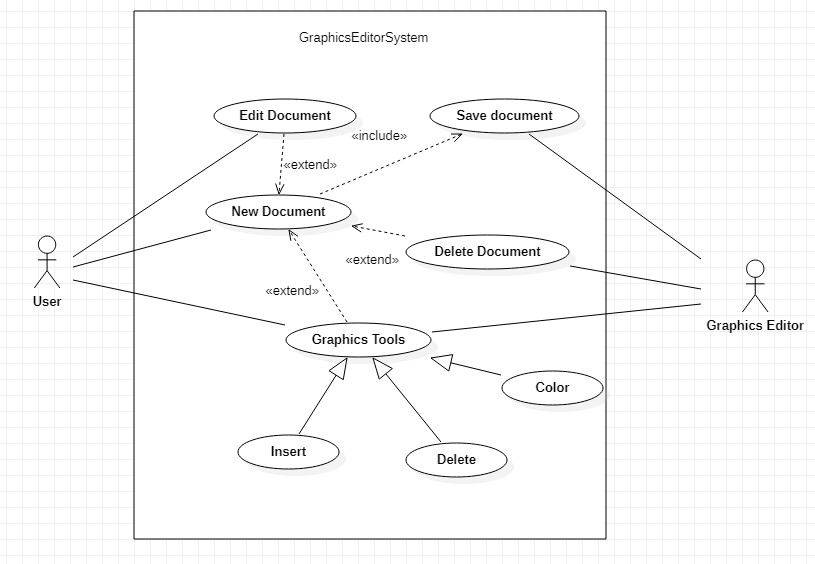 GraphicsEditorSystem
Edit Document
Save document
«include»
«extend»
New Document
Delete Document
«extend»
«extend»
User
Graphics Editor
Graphics Tools
Color
Insert
Delete